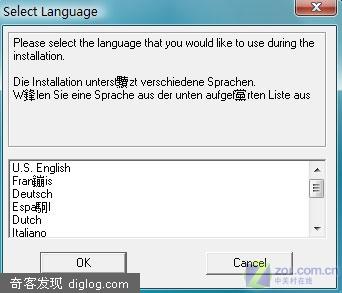 Select Language
Please select the language that you would like to use during the
installation.
Die Installation unterst黷zt verschiedene Sprachen.
W鋒len Sie eine Sprache aus der unten aufgef黨rten Liste aus
U.S. English
Fran鏰is
Deutsch
Espa駉l
Dutch
Italiano
OK
Cancel
zol.com.cn
中关村在线
奇客发现 diglog.com